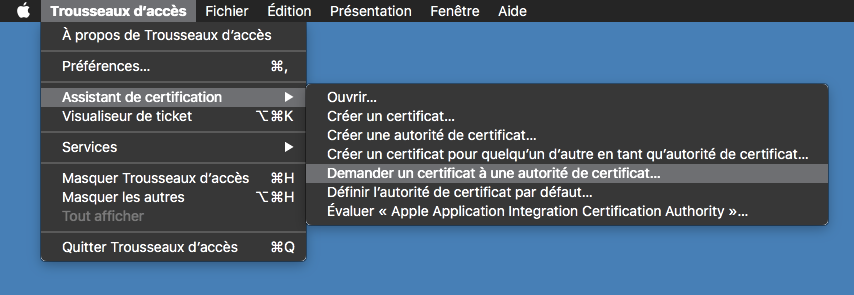 Trousseaux d’accès Fichier Édition Présentation Fenêtre Aide
À propos de Trousseaux d’accès
Préférences... ⌘,
Assistant de certification ▶
Visualiseur de ticket ⌥⌘K
Services ▶
Masquer Trousseaux d’accès ⌘H
Masquer les autres ⌥⌘H
Tout afficher
Quitter Trousseaux d’accès ⌘Q
Ouvrir...
Créer un certificat...
Créer une autorité de certificat...
Créer un certificat pour quelqu’un d’autre en tant qu’autorité de certificat...
Demander un certificat à une autorité de certificat...
Définir l’autorité de certificat par défaut...
Évaluer « Apple Application Integration Certification Authority »...